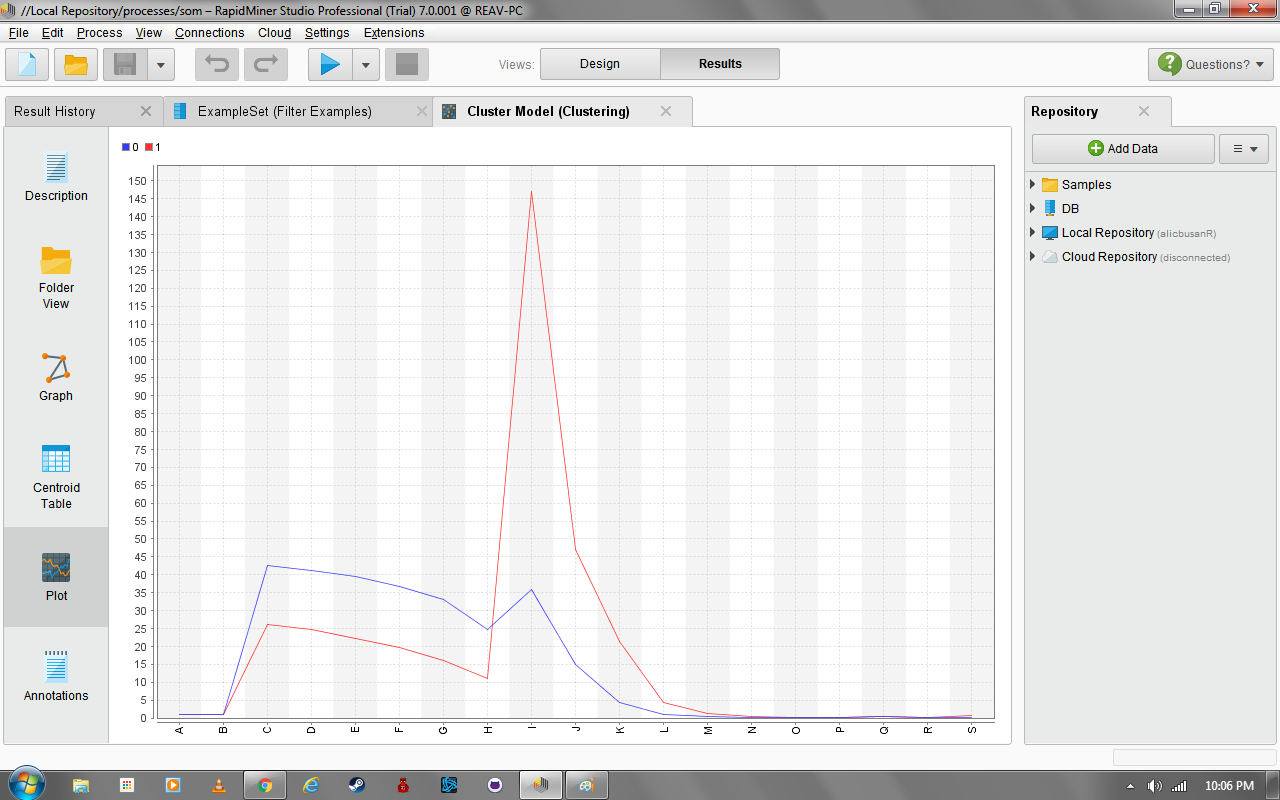 //Local Repository/processes/som – RapidMiner Studio Professional (Trial) 7.0.001 @ REAV-PC
File Edit Process View Connections Cloud Settings Extensions
Views: Design Results Questions?
Result History ExampleSet (Filter Examples) Cluster Model (Clustering) Repository
Description
Folder
View
Graph
Centroid
Table
Plot
Annotations
0 1
150
145
140
135
130
125
120
115
110
105
100
95
90
85
80
75
70
65
60
55
50
45
40
35
30
25
20
15
10
5
0
A B C D E F G H I J K L M N O P Q R S
Add Data
Samples
DB
Local Repository (alicbusanR)
Cloud Repository (disconnected)
10:06 PM